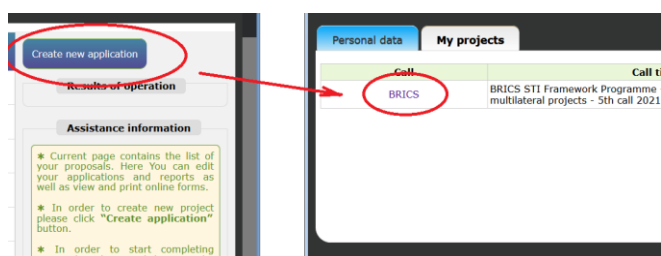 Create new application
Results of operation
Assistance information
✱ Current page contains the list of
your proposals. Here You can edit
your applications and reports as
well as view and print online forms.
✱ In order to create new project
please click "Create application"
button.
✱ In order to start completing
Personal data
My projects
Call
Call ti
BRICS
BRICS STI Framework Programme
multilateral projects - 5th call 2021